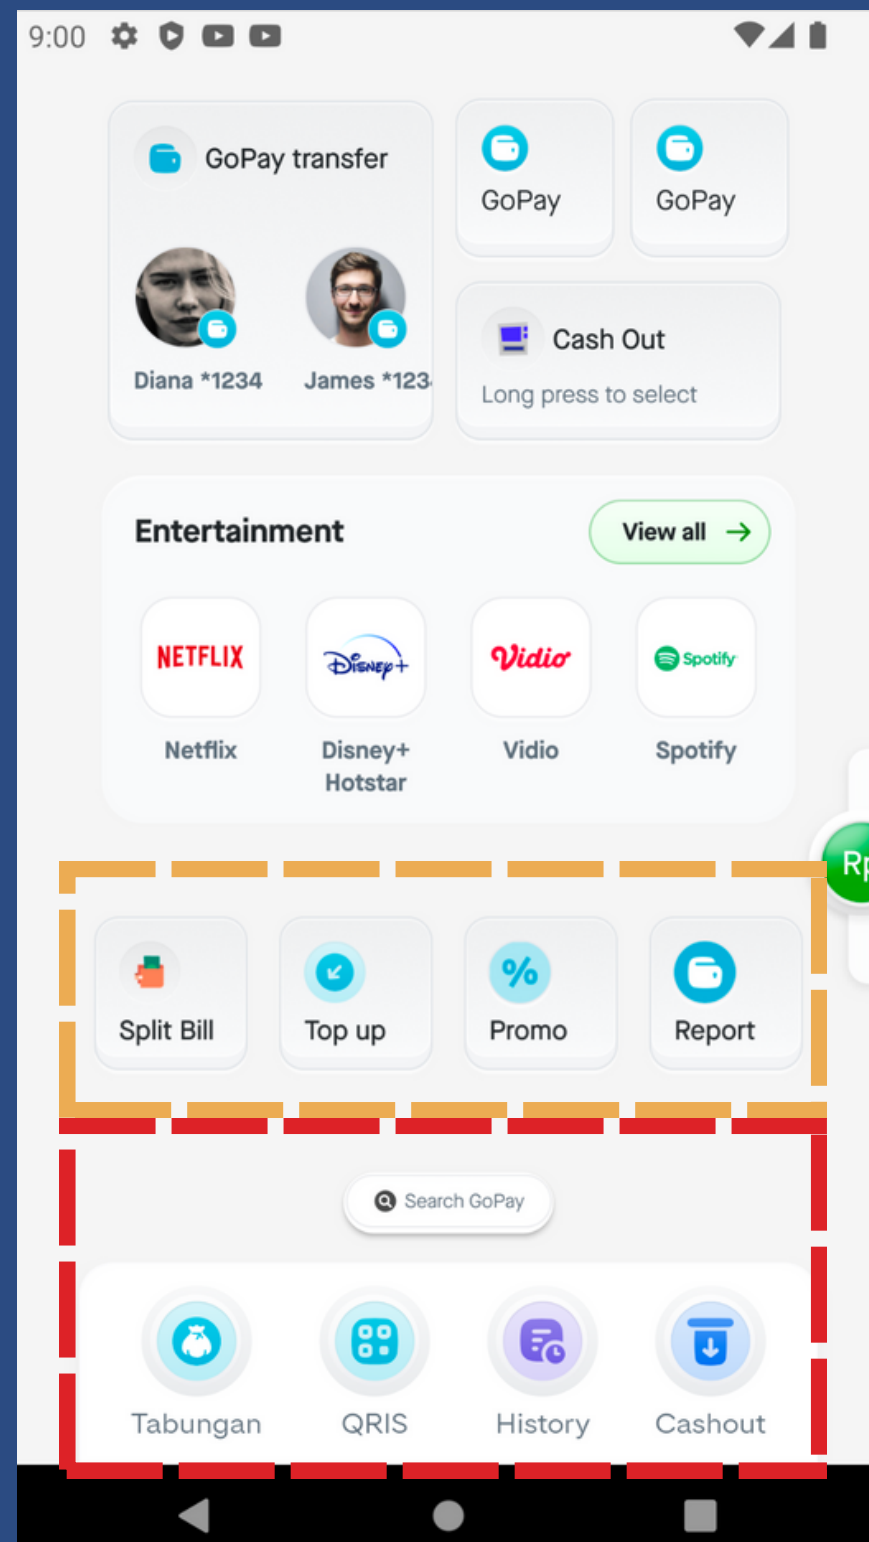 9:00
GoPay transfer
GoPay
GoPay
Diana *1234
James *123
Cash Out
Long press to select
Entertainment
View all
NETFLIX
Disney+
Vidio
Spotify
Netflix
Disney+
Hotstar
Vidio
Spotify
Rp
Split Bill
Top up
%
Promo
Report
Search GoPay
Tabungan
QRIS
History
Cashout